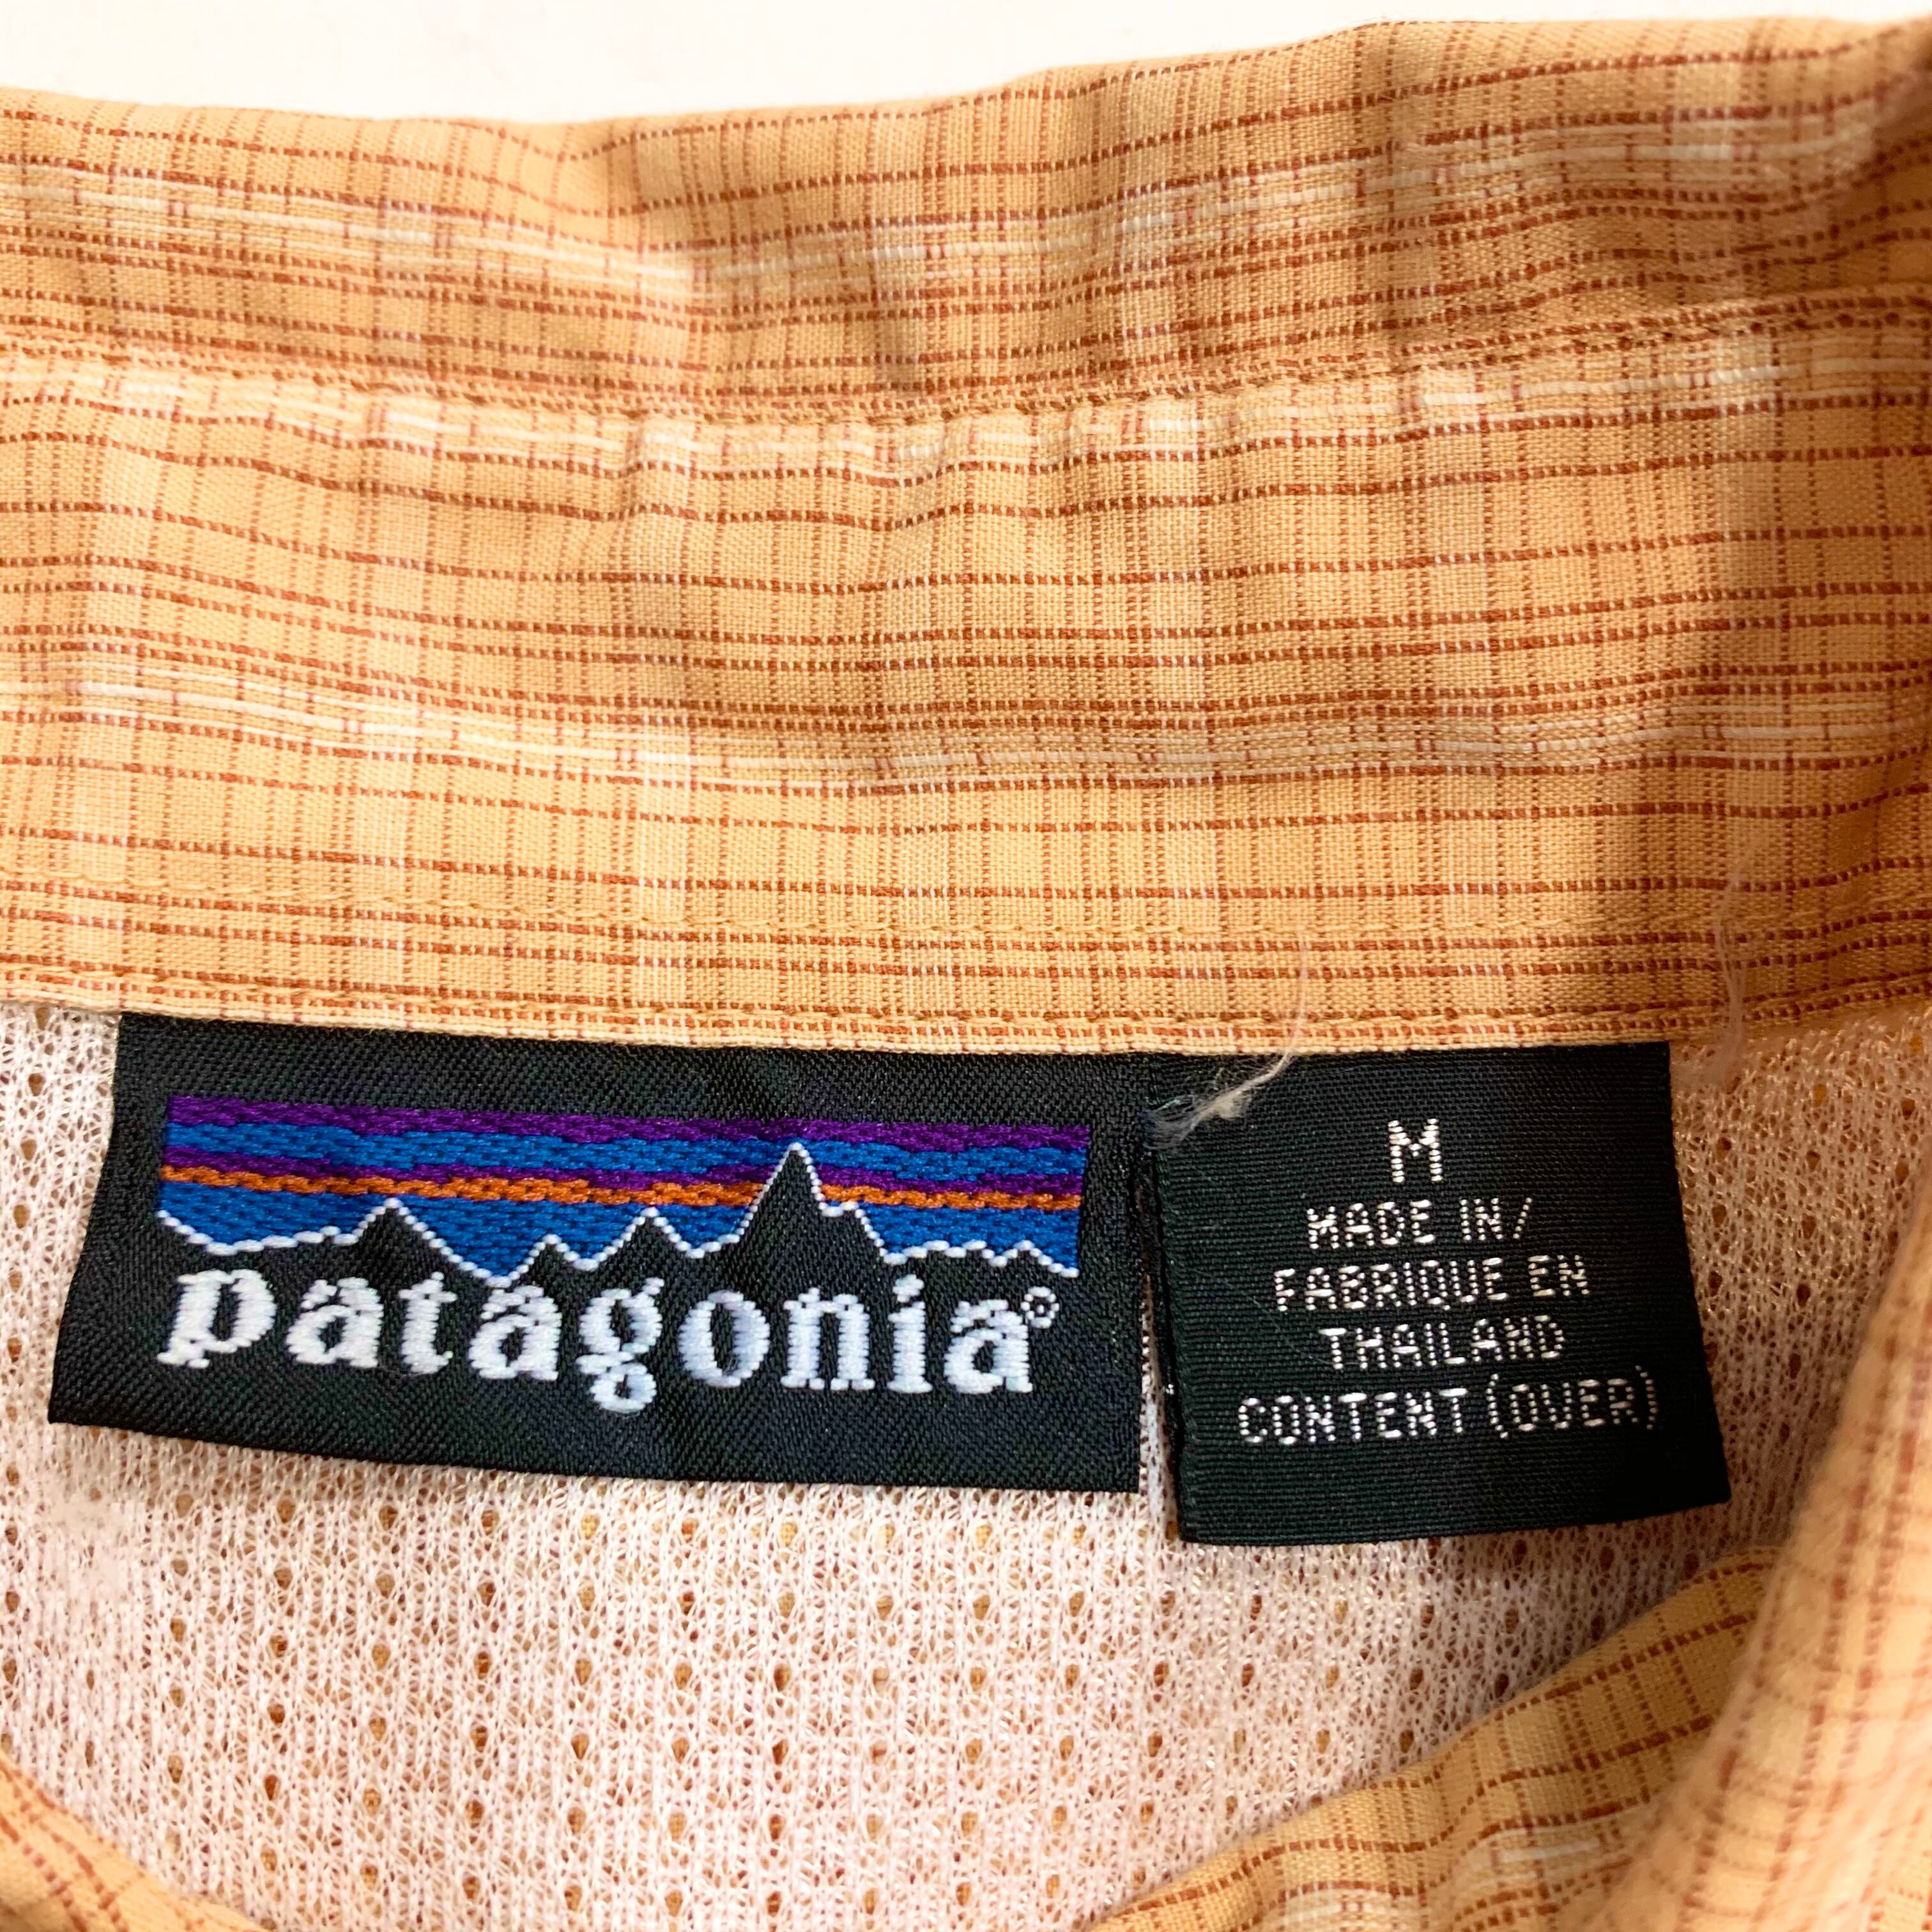 patagonia®
M
MADE IN/
FABRIQUE EN
THAILAND
CONTENT (OVER)